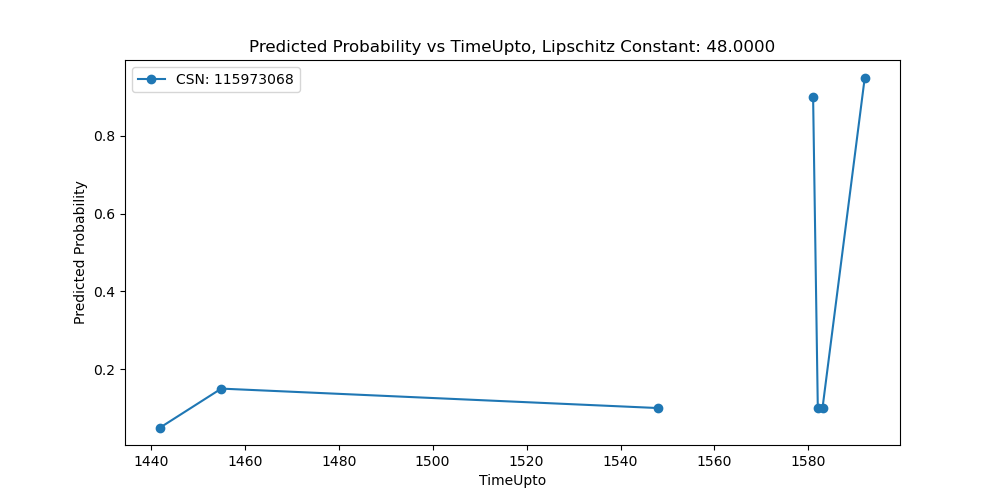 Predicted Probability vs TimeUpto, Lipschitz Constant: 48.0000
CSN: 115973068
Predicted Probability
0.8
0.6
0.4
0.2
1440 1460 1480 1500 1520 1540 1560 1580
TimeUpto